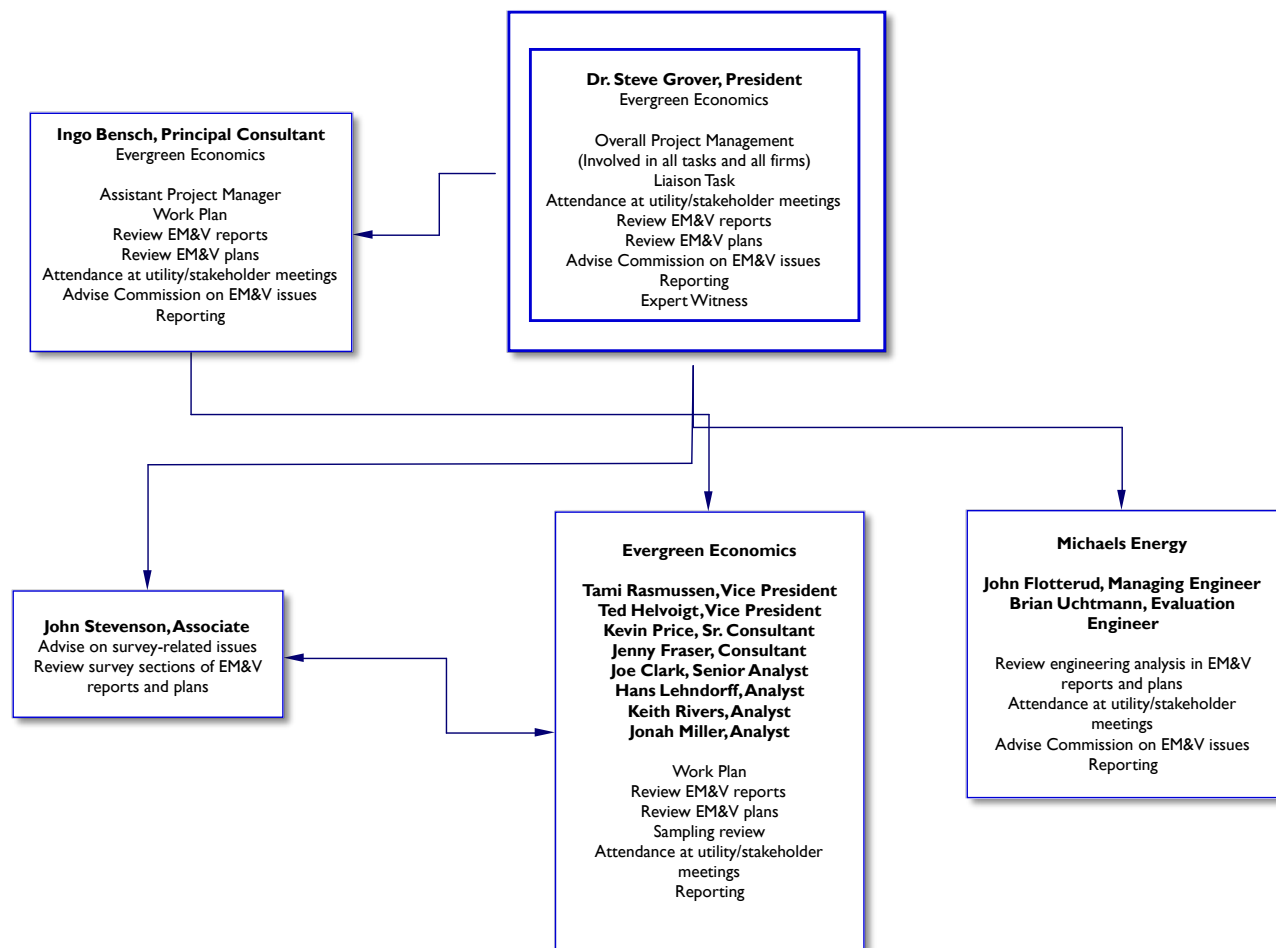 Dr. Steve Grover, President
Evergreen Economics
Overall Project Management
(Involved in all tasks and all firms)
Liaison Task
Attendance at utility/stakeholder meetings
Review EM&V reports
Review EM&V plans
Advise Commission on EM&V issues
Reporting
Expert Witness
Ingo Bensch, Principal Consultant
Evergreen Economics
Assistant Project Manager
Work Plan
Review EM&V reports
Review EM&V plans
Attendance at utility/stakeholder meetings
Advise Commission on EM&V issues
Reporting
John Stevenson, Associate
Advise on survey-related issues
Review survey sections of EM&V
reports and plans
Evergreen Economics
Tami Rasmussen, Vice President
Ted Helvoigt, Vice President
Kevin Price, Sr. Consultant
Jenny Fraser, Consultant
Joe Clark, Senior Analyst
Hans Lehndorff, Analyst
Keith Rivers, Analyst
Jonah Miller, Analyst
Work Plan
Review EM&V reports
Review EM&V plans
Sampling review
Attendance at utility/stakeholder
meetings
Reporting
Michaels Energy
John Flotterud, Managing Engineer
Brian Uchtmann, Evaluation
Engineer
Review engineering analysis in EM&V
reports and plans
Attendance at utility/stakeholder
meetings
Advise Commission on EM&V issues
Reporting